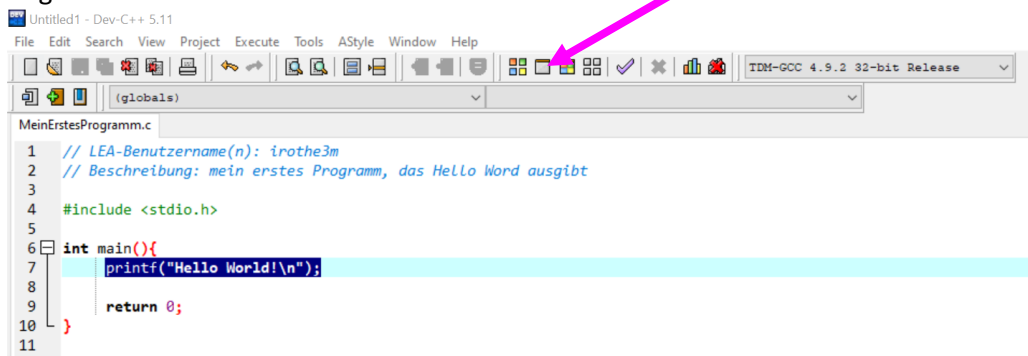 Untitled1 - Dev-C++ 5.11
File Edit Search View Project Execute Tools AStyle Window Help
TDM-GCC 4.9.2 32-bit Release
(globals)
MeinErstesProgramm.c
1 // LEA-Benutzername(n): irothe3m
2 // Beschreibung: mein erstes Programm, das Hello Word ausgibt
3
4 #include <stdio.h>
5
6 int main(){
7 printf("Hello World!\n");
8
9 return 0;
10 }
11